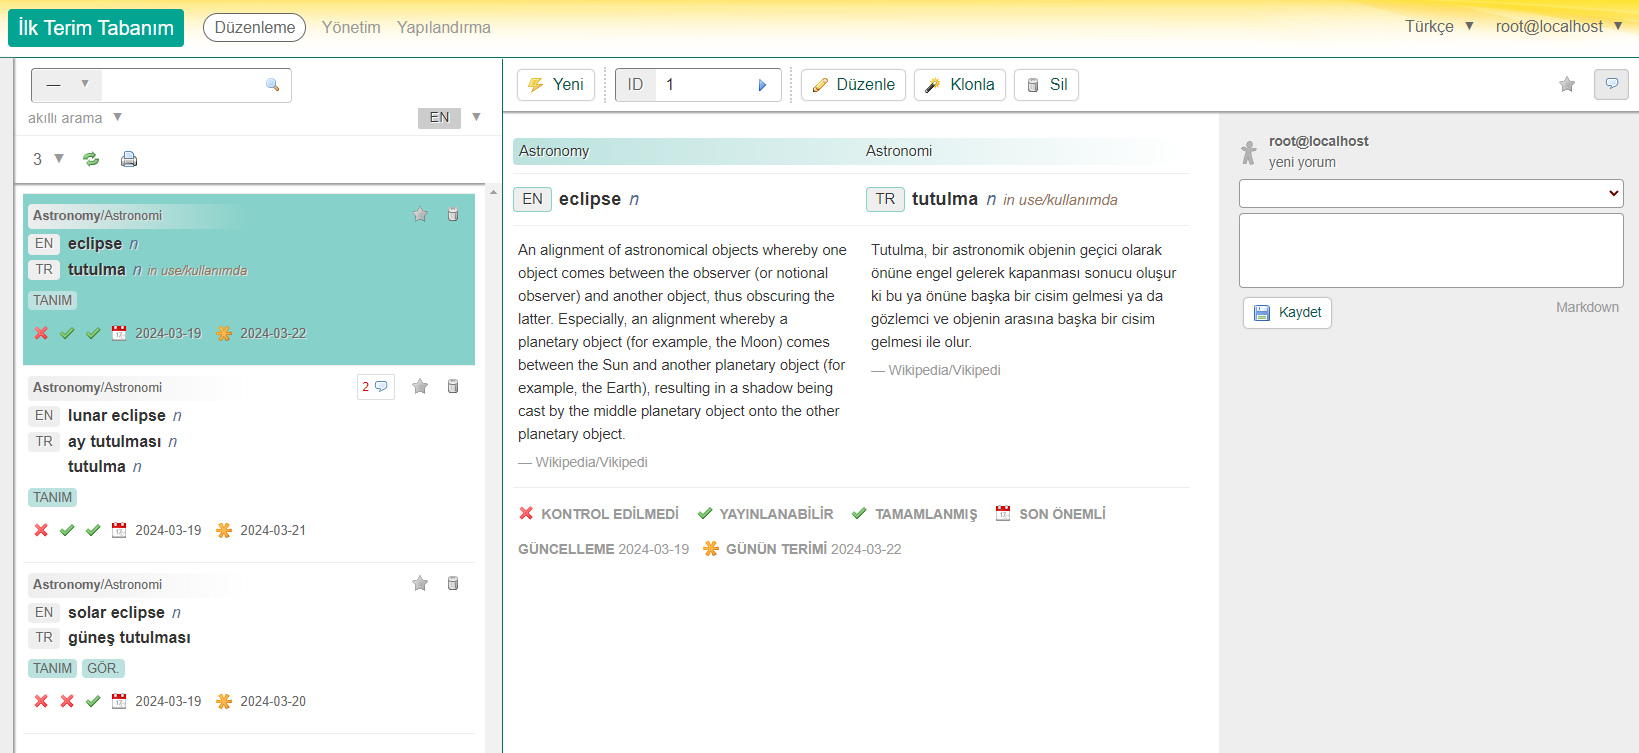 İlk Terim Tabanım Düzenleme Yönetim Yapılandırma Türkçe root@localhost
—
akıllı arama EN
3
Astronomy/Astronomi
EN eclipse n
TR tutulma n in use/kullanımda
TANIM
2024-03-19 2024-03-22
Astronomy/Astronomi 2
EN lunar eclipse n
TR ay tutulması n
tutulma n
TANIM
2024-03-19 2024-03-21
Astronomy/Astronomi
EN solar eclipse n
TR güneş tutulması
TANIM GÖR.
2024-03-19 2024-03-20
Yeni ID 1 Düzenle Klonla Sil
Astronomy Astronomi
EN eclipse n
TR tutulma n in use/kullanımda
An alignment of astronomical objects whereby one
object comes between the observer (or notional
observer) and another object, thus obscuring the
latter. Especially, an alignment whereby a
planetary object (for example, the Moon) comes
between the Sun and another planetary object (for
example, the Earth), resulting in a shadow being
cast by the middle planetary object onto the other
planetary object.
— Wikipedia/Vikipedi
Tutulma, bir astronomik objenin geçici olarak
önüne engel gelerek kapanması sonucu oluşur
ki bu ya önüne başka bir cisim gelmesi ya da
gözlemci ve objenin arasına başka bir cisim
gelmesi ile olur.
— Wikipedia/Vikipedi
KONTROL EDİLMEDİ YAYINLANABİLİR TAMAMLANMIŞ SON ÖNEMLİ
GÜNCELLEME 2024-03-19 GÜNÜN TERİMİ 2024-03-22
root@localhost
yeni yorum
Kaydet Markdown